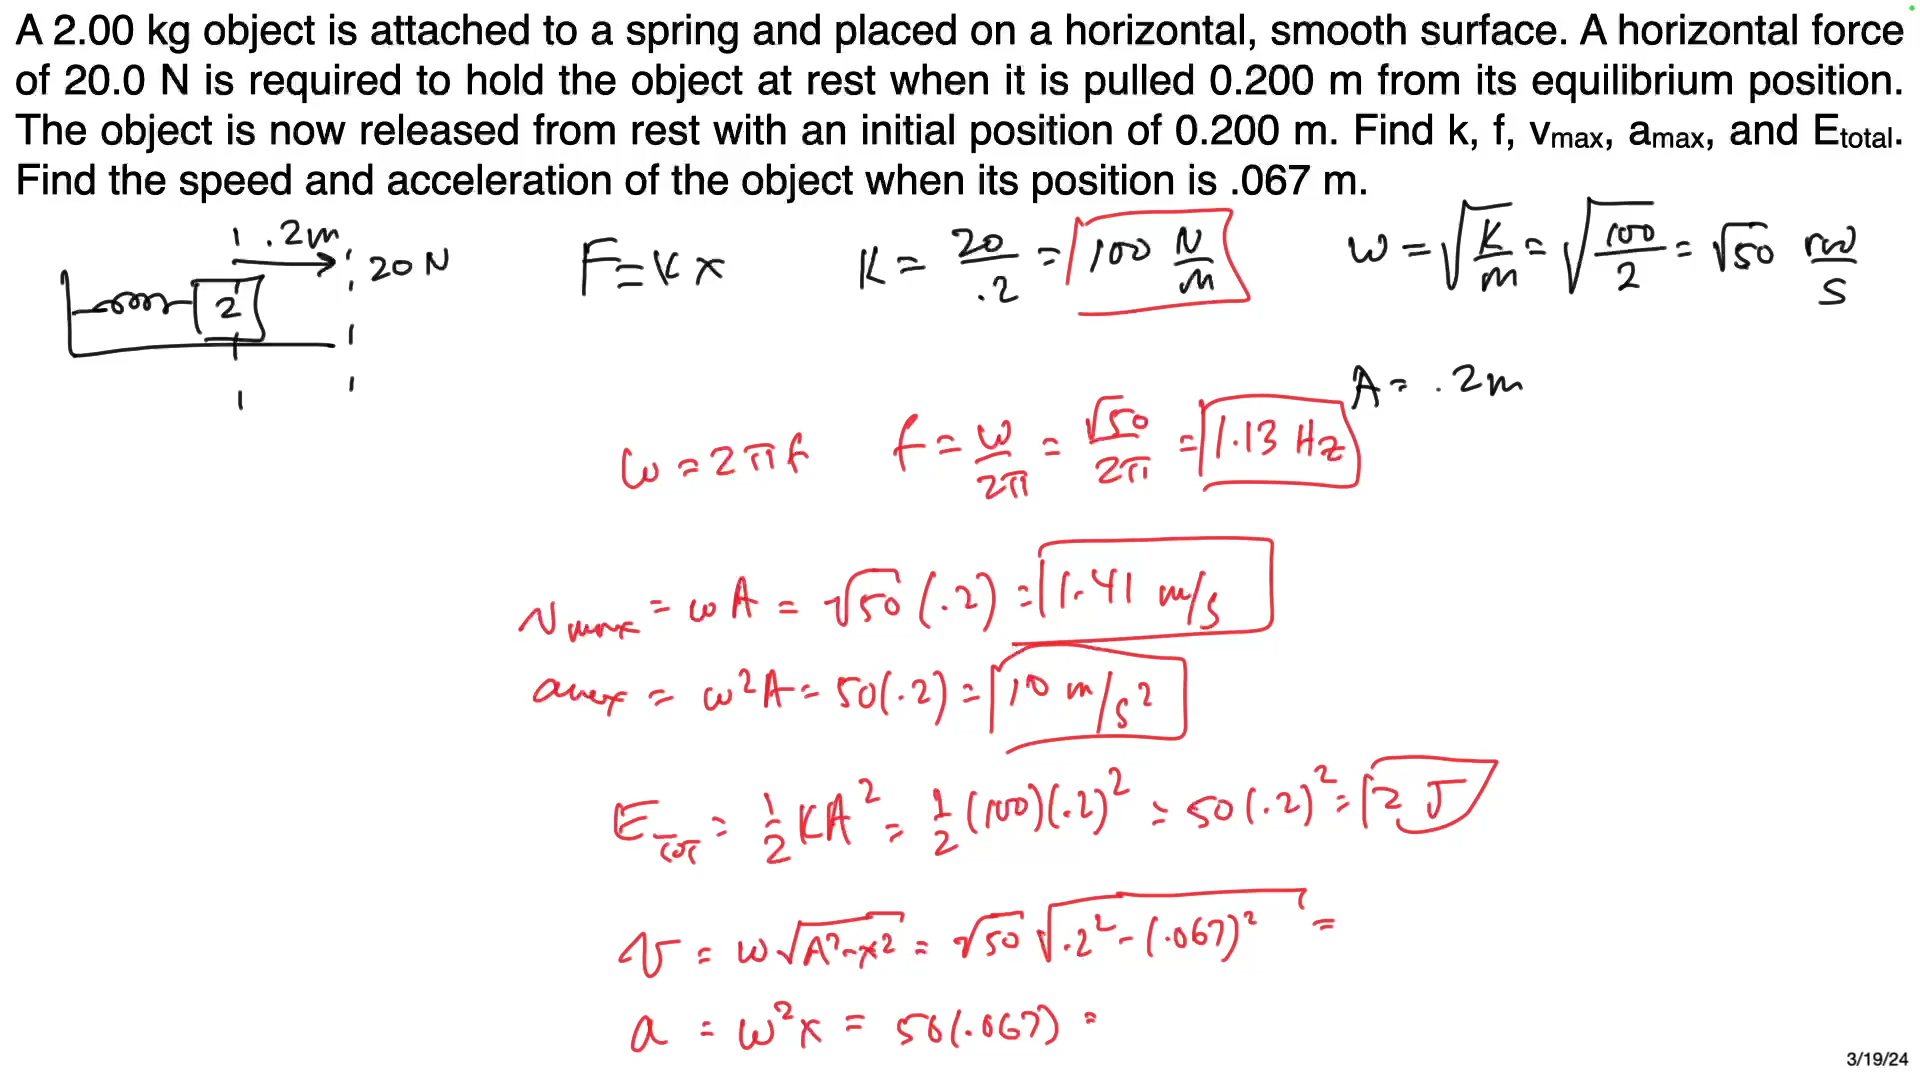 A 2.00 kg object is attached to a spring and placed on a horizontal, smooth surface. A horizontal force
of 20.0 N is required to hold the object at rest when it is pulled 0.200 m from its equilibrium position.
The object is now released from rest with an initial position of 0.200 m. Find k, f, vmax, amax, and Etotal.
Find the speed and acceleration of the object when its position is .067 m.
.2m
20 N
2
F = kx
K = 20/.2 = 100 N/m
ω = √(k/m) = √(100/2) = √50 rad/s
A = .2m
ω = 2πf
f = ω/2π = √50/2π = 1.13 Hz
vmax = ωA = √50 (.2) = 1.41 m/s
amax = ω²A = 50(.2) = 10 m/s²
ETOT = 1/2 KA² = 1/2 (100)(.2)² = 50(.2)² = 2 J
v = ω√(A²-x²) = √50 √(.2² - (.067)²) =
a = ω²x = 50(.067) =
3/19/24